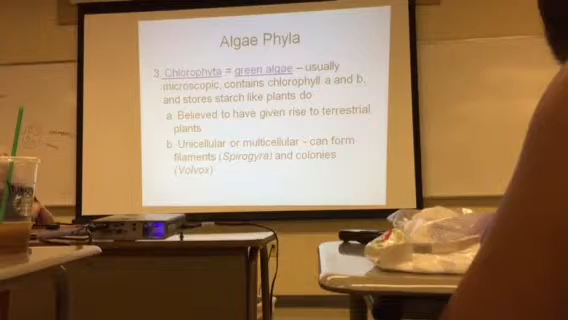 Algae Phyla
3. Chlorophyta = green algae – usually
microscopic, contains chlorophyll a and b,
and stores starch like plants do
a. Believed to have given rise to terrestrial
plants
b. Unicellular or multicellular - can form
filaments (Spirogyra) and colonies
(Volvox)